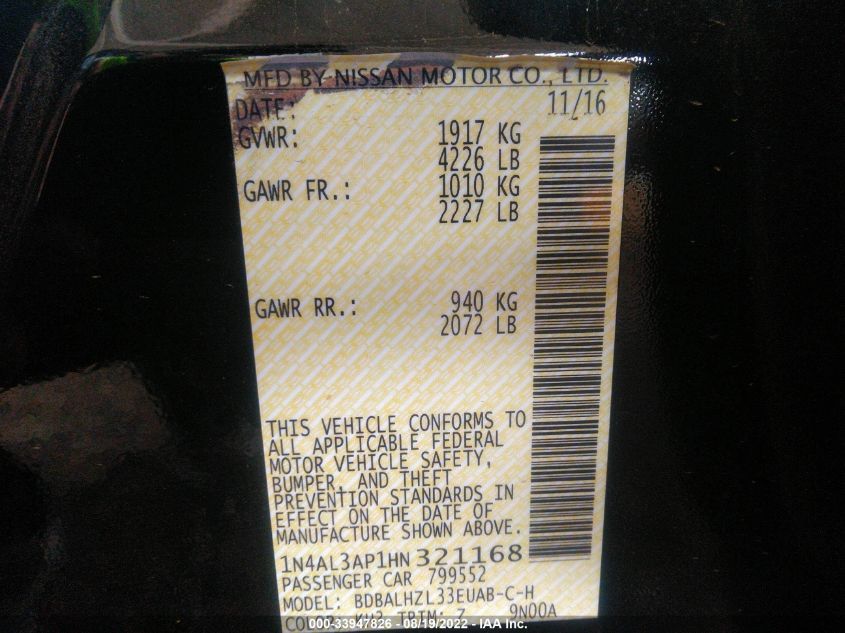 MFD BY NISSAN MOTOR CO., LTD.
DATE: 11/16
GVWR: 1917 KG
4226 LB
GAWR FR.: 1010 KG
2227 LB
GAWR RR.: 940 KG
2072 LB
THIS VEHICLE CONFORMS TO
ALL APPLICABLE FEDERAL
MOTOR VEHICLE SAFETY,
BUMPER, AND THEFT
PREVENTION STANDARDS IN
EFFECT ON THE DATE OF
MANUFACTURE SHOWN ABOVE.
1N4AL3AP1HN 321168
PASSENGER CAR 799552
MODEL: BDBALHZL33EUAB-C-H
TRIM: Z 9N00A
000-33947826 - 08/19/2022 - IAA Inc.